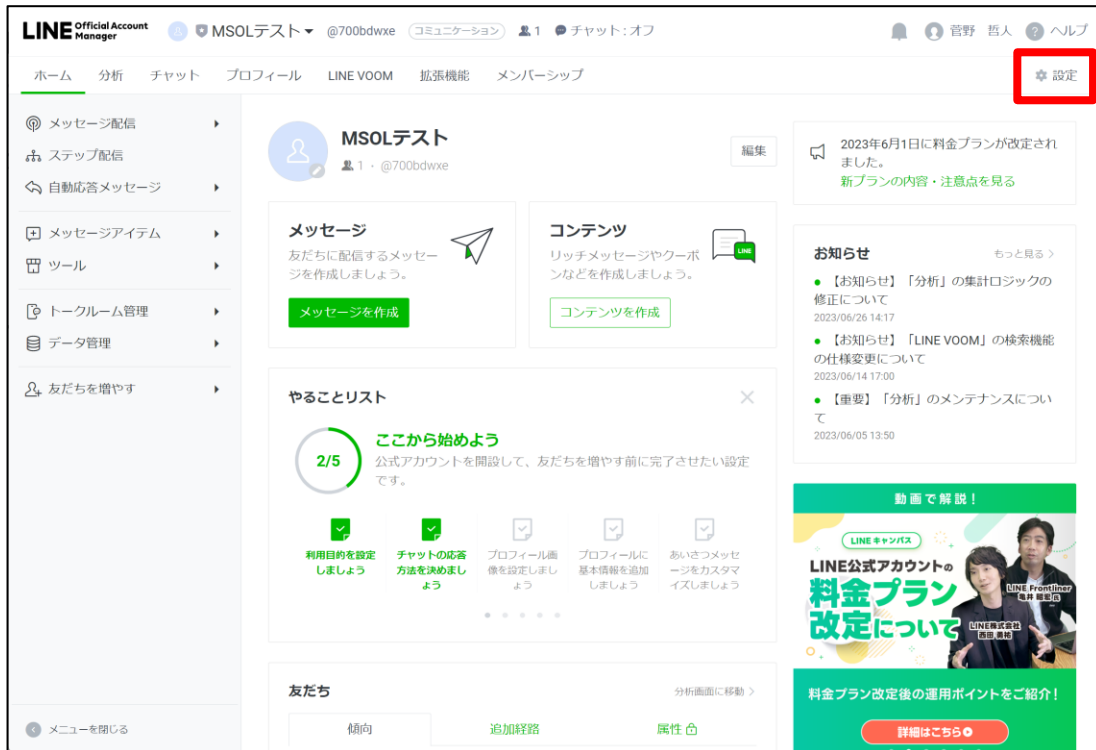 LINE Official Account Manager
MSOLテスト @700bdwxe コミュニケーション 1 チャット：オフ
菅野 哲人 ヘルプ
ホーム 分析 チャット プロフィール LINE VOOM 拡張機能 メンバーシップ
設定
メッセージ配信
ステップ配信
自動応答メッセージ
メッセージアイテム
ツール
トークルーム管理
データ管理
友だちを増やす
メニューを閉じる
MSOLテスト
1・@700bdwxe
編集
メッセージ
友だちに配信するメッセー
ジを作成しましょう。
メッセージを作成
コンテンツ
リッチメッセージやクーポ
ンなどを作成しましょう。
LINE
コンテンツを作成
やることリスト
2/5
ここから始めよう
公式アカウントを開設して、友だちを増やす前に完了させたい設定
です。
利用目的を設定
しましょう
チャットの応答
方法を決めまし
ょう
プロフィール画
像を設定しまし
ょう
プロフィールに
基本情報を追加
しましょう
あいさつメッセ
ージをカスタマ
イズしましょう
友だち
分析画面に移動
傾向 追加経路 属性
2023年6月1日に料金プランが改定され
ました。
新プランの内容・注意点を見る
お知らせ
もっと見る
【お知らせ】「分析」の集計ロジックの
修正について
2023/06/26 14:17
【お知らせ】「LINE VOOM」の検索機能
の仕様変更について
2023/06/14 17:00
【重要】「分析」のメンテナンスについ
て
2023/06/05 13:50
動画で解説！
LINEキャンパス
LINE公式アカウントの
料金プラン
改定について
LINE Frontliner
亀井 昭宏 氏
LINE株式会社
西田 美祐
料金プラン改定後の運用ポイントをご紹介！
詳細はこちら